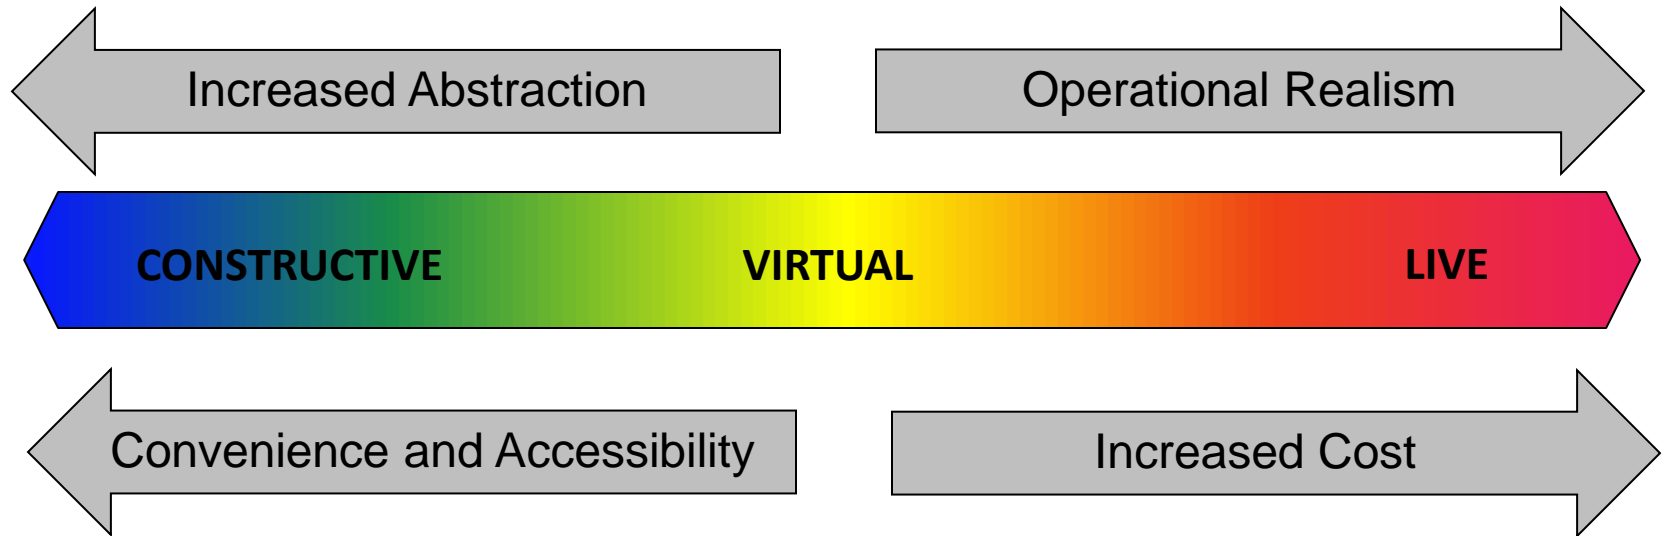 Increased Abstraction
Operational Realism
CONSTRUCTIVE
VIRTUAL
LIVE
Convenience and Accessibility
Increased Cost